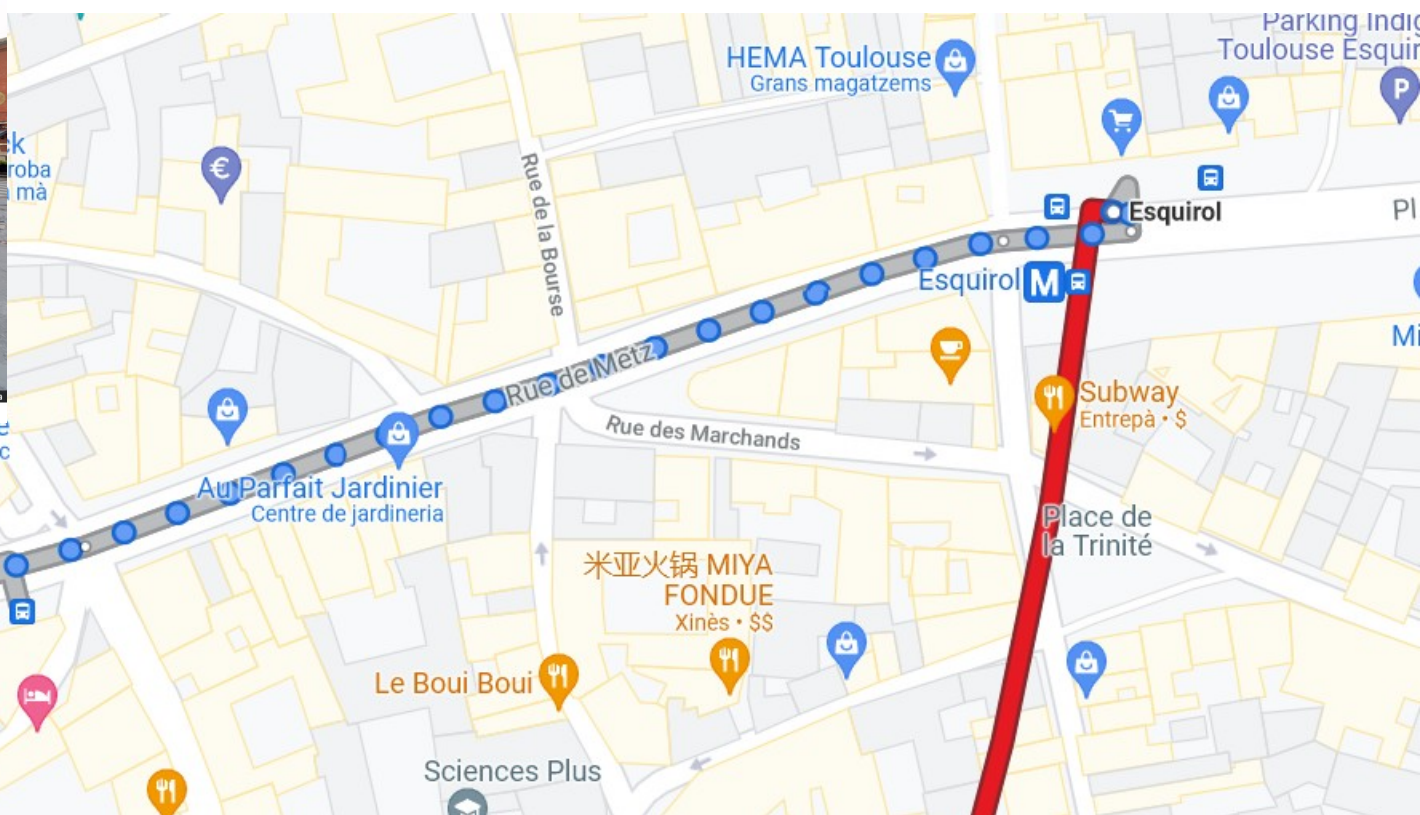 Parking Indig
Toulouse Esquir
HEMA Toulouse
Grans magatzems
P
ck
roba
a mà
€
Rue de la Bourse
Esquirol
Pl
Esquirol
M
Mi
Rue de Metz
Subway
Entrepà • $
Rue des Marchands
Au Parfait Jardinier
Centre de jardineria
Place de
la Trinité
米亚火锅 MIYA
FONDUE
Xinès • $$
Le Boui Boui
Sciences Plus